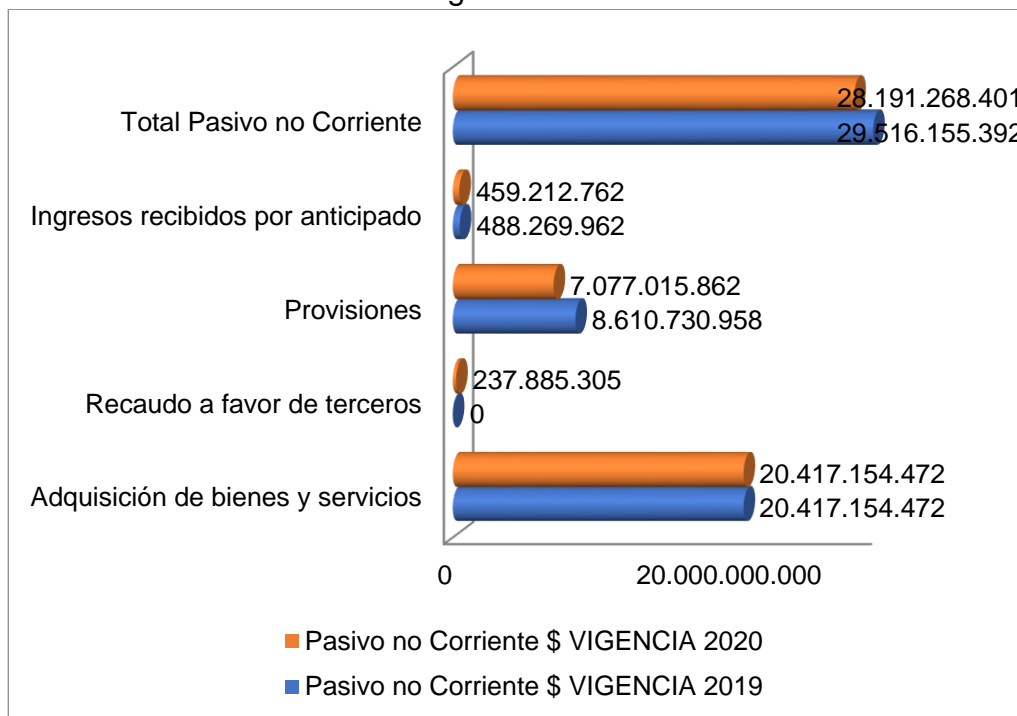 Total Pasivo no Corriente
28.191.268.401
29.516.155.392
Ingresos recibidos por anticipado
459.212.762
488.269.962
Provisiones
7.077.015.862
8.610.730.958
Recaudo a favor de terceros
237.885.305
0
Adquisición de bienes y servicios
20.417.154.472
20.417.154.472
0
20.000.000.000
Pasivo no Corriente $ VIGENCIA 2020
Pasivo no Corriente $ VIGENCIA 2019